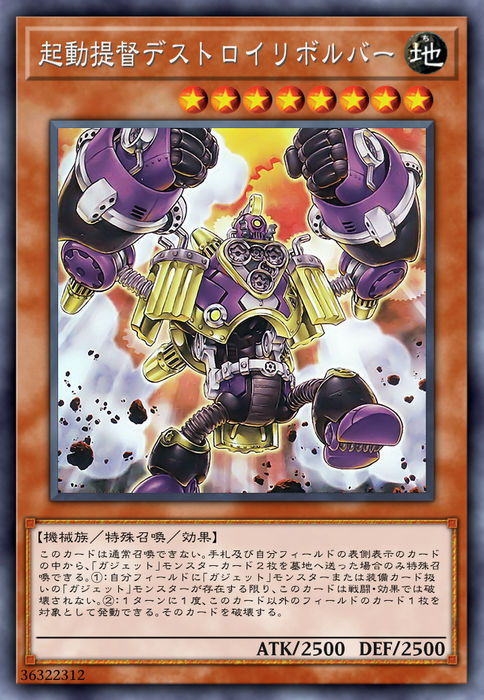 起動提督デストロイリボルバー
地
ち
【機械族／特殊召喚／効果】
このカードは通常召喚できない。手札及び自分フィールドの表側表示のカード
の中から、「ガジェット」モンスターカード２枚を墓地へ送った場合のみ特殊召
喚できる。①：自分フィールドに「ガジェット」モンスターまたは装備カード扱
いの「ガジェット」モンスターが存在する限り、このカードは戦闘・効果では破
壊されない。②：１ターンに１度、このカード以外のフィールドのカード１枚を
対象として発動できる。そのカードを破壊する。
ATK/2500 DEF/2500
36322312